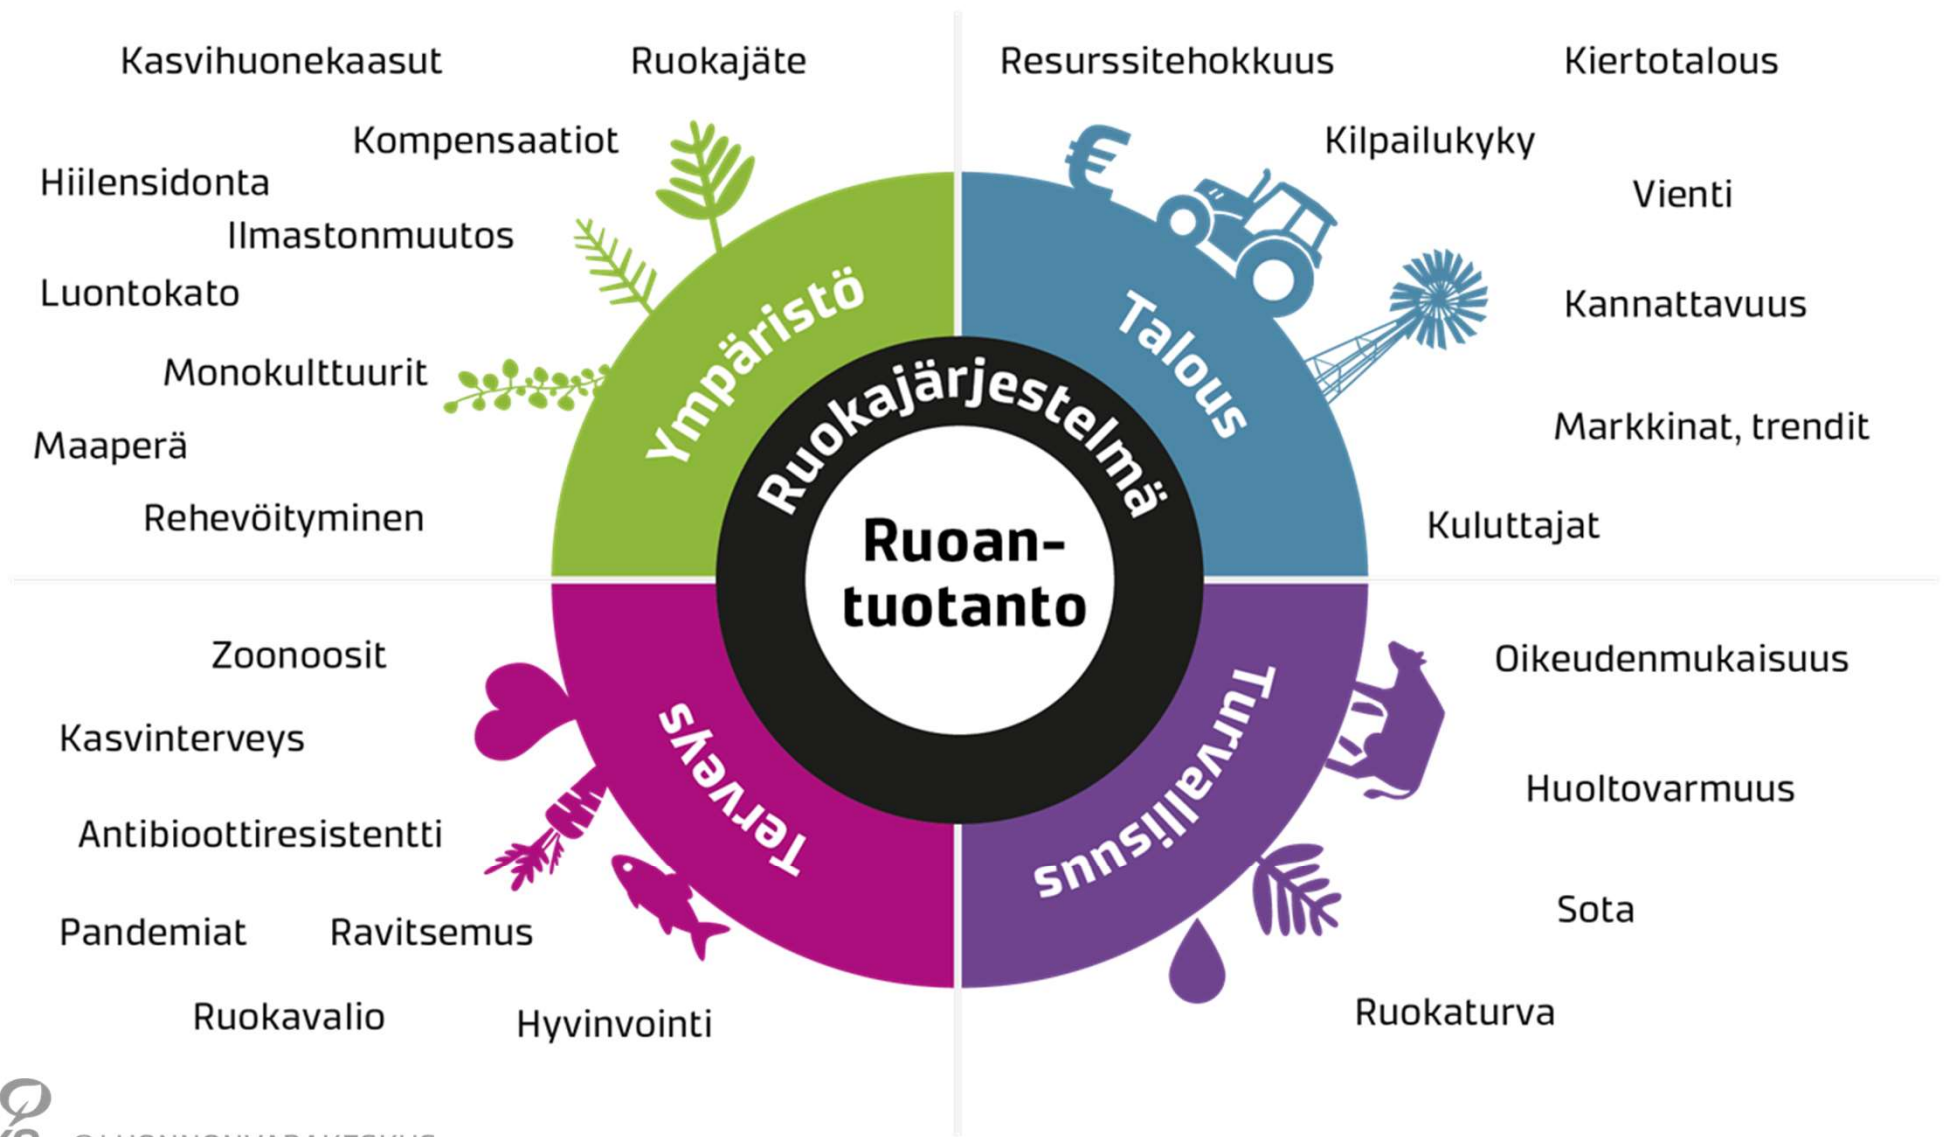 Kasvihuonekaasut
Ruokajäte
Kompensaatiot
Hiilensidonta
Ilmastonmuutos
Luontokato
Monokulttuurit
Maaperä
Rehevöityminen
Resurssitehokkuus
Kiertotalous
Kilpailukyky
Vienti
Kannattavuus
Markkinat, trendit
Kuluttajat
€
Ympäristö
Talous
Ruokajärjestelmä
Ruoan-
tuotanto
Terveys
Turvallisuus
Zoonoosit
Kasvinterveys
Antibioottiresistentti
Pandemiat
Ravitsemus
Ruokavalio
Hyvinvointi
Oikeudenmukaisuus
Huoltovarmuus
Sota
Ruokaturva